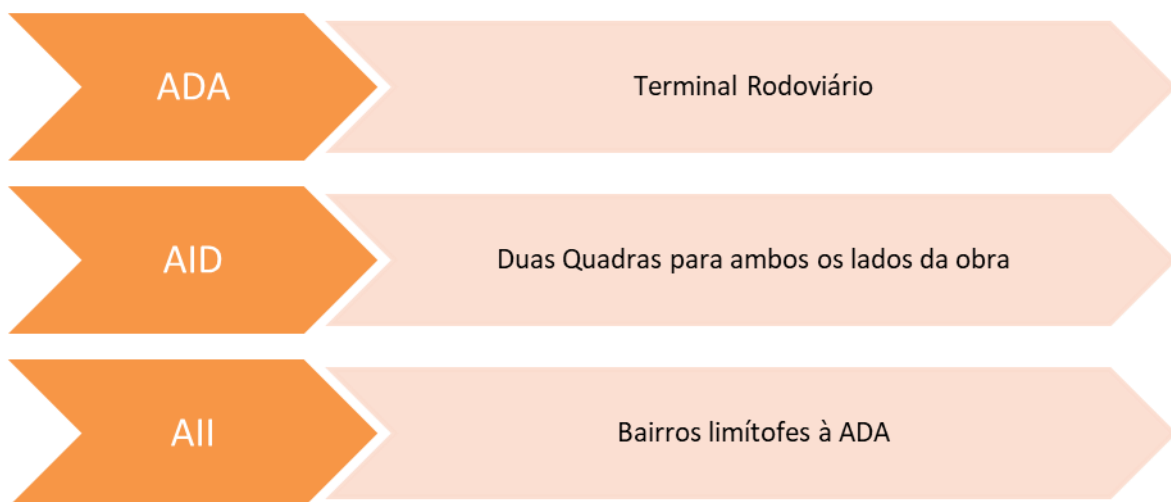 ADA
Terminal Rodoviário
AID
Duas Quadras para ambos os lados da obra
AII
Bairros limítofes à ADA